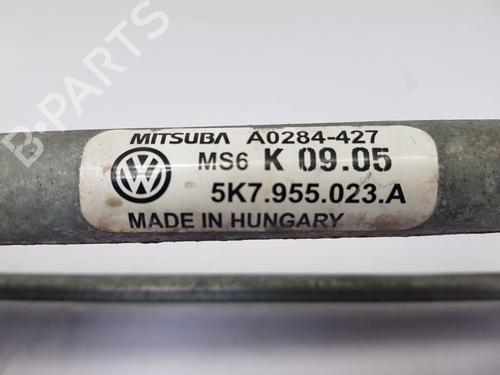 MITSUBA A0284-427
MS6 K 09.05
5K7.955.023.A
MADE IN HUNGARY
B-PARTS